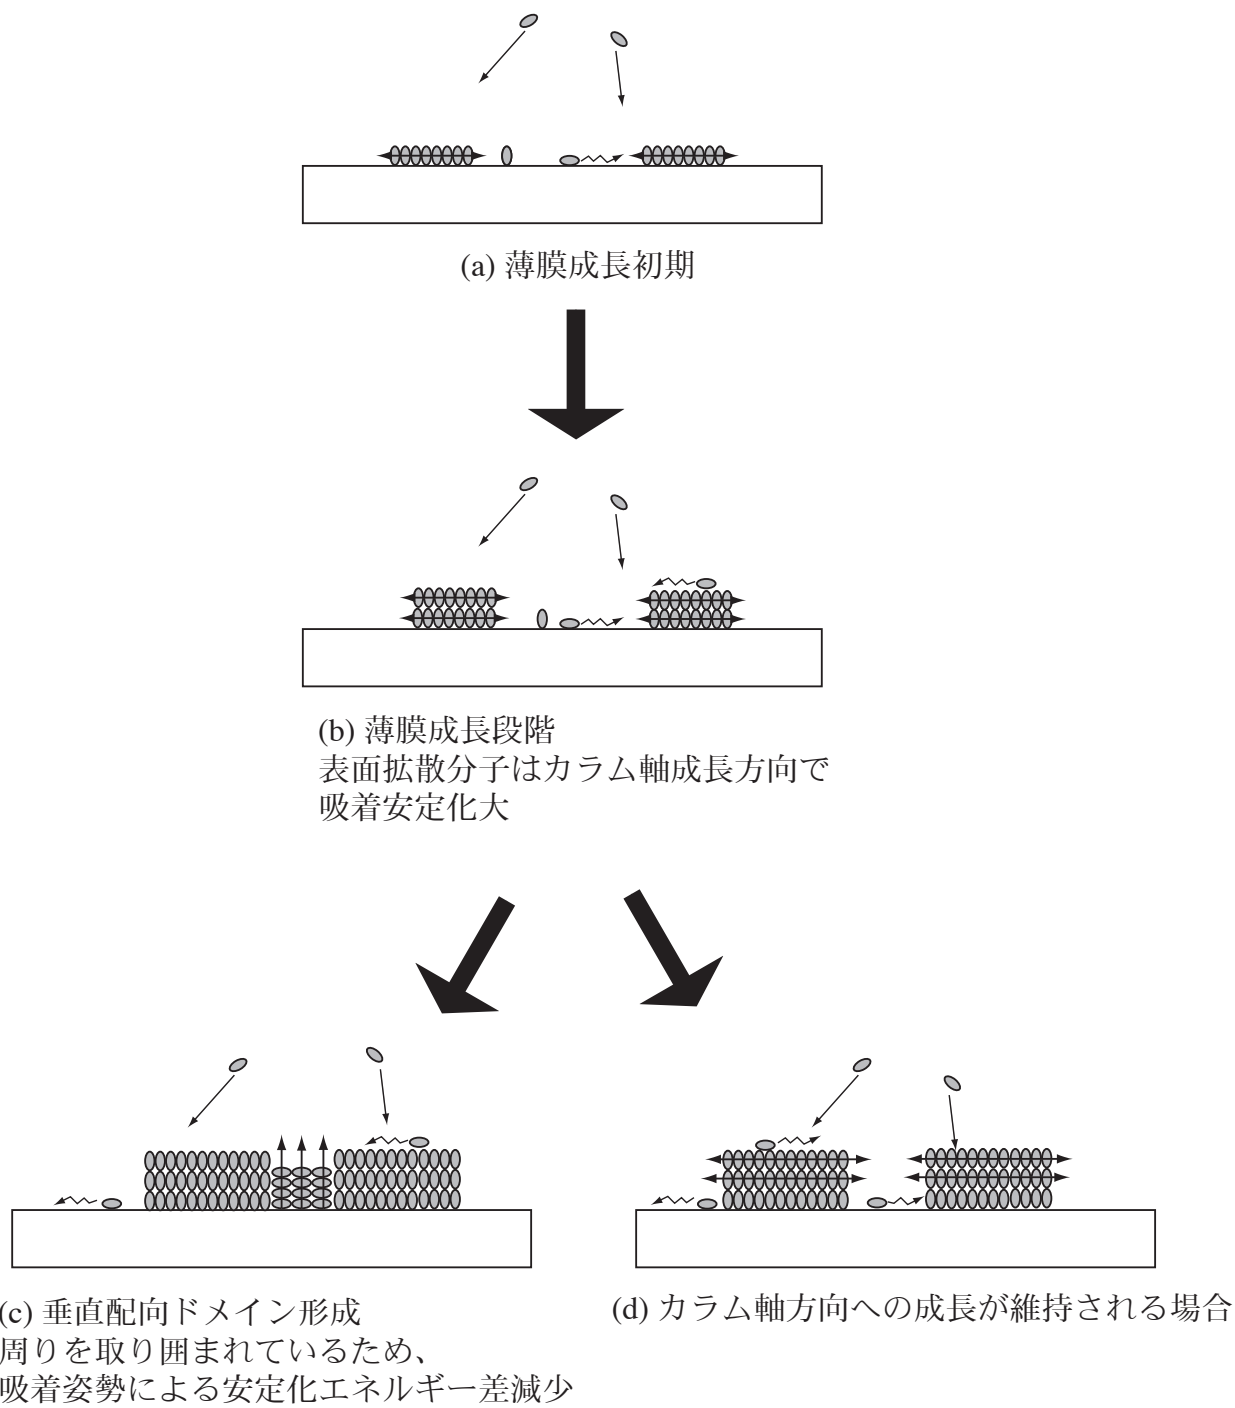 (a) 薄膜成長初期
(b) 薄膜成長段階
表面拡散分子はカラム軸成長方向で
吸着安定化大
(c) 垂直配向ドメイン形成
周りを取り囲まれているため、
吸着姿勢による安定化エネルギー差減少
(d) カラム軸方向への成長が維持される場合